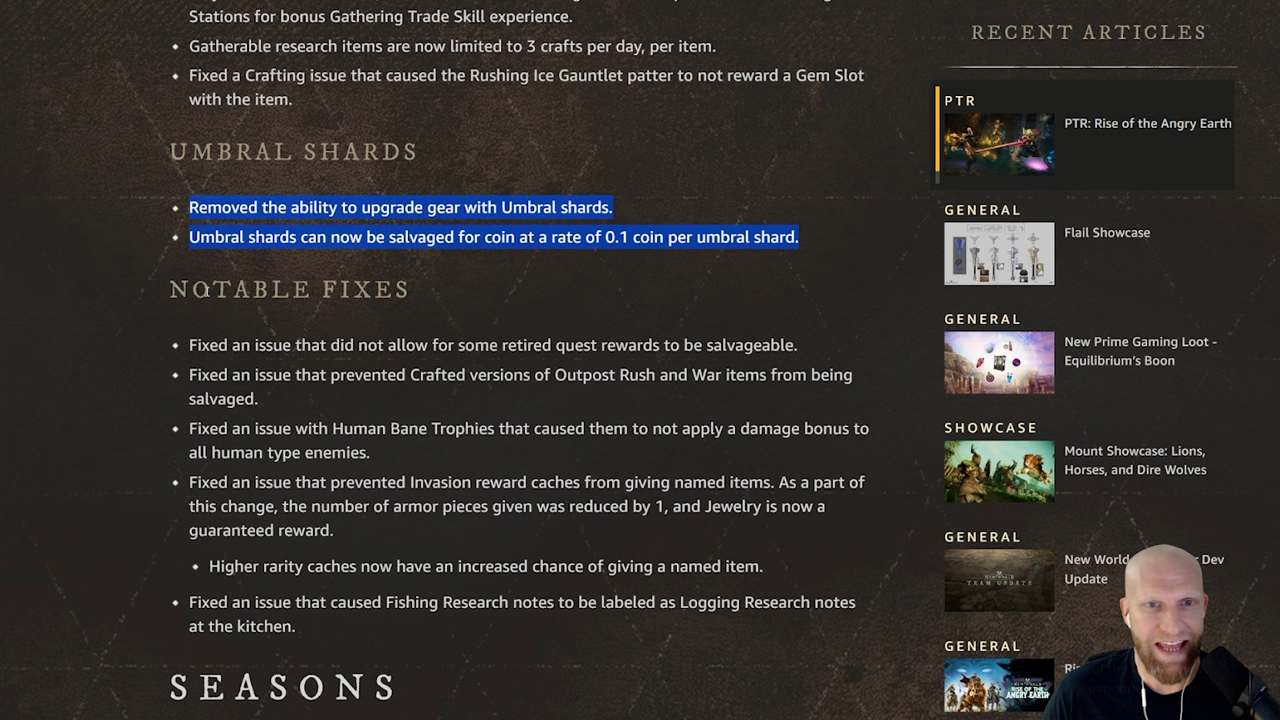 Stations for bonus Gathering Trade Skill experience.
Gatherable research items are now limited to 3 crafts per day, per item.
Fixed a Crafting issue that caused the Rushing Ice Gauntlet patter to not reward a Gem Slot
with the item.
UMBRAL SHARDS
Removed the ability to upgrade gear with Umbral shards.
Umbral shards can now be salvaged for coin at a rate of 0.1 coin per umbral shard.
NOTABLE FIXES
Fixed an issue that did not allow for some retired quest rewards to be salvageable.
Fixed an issue that prevented Crafted versions of Outpost Rush and War items from being
salvaged.
Fixed an issue with Human Bane Trophies that caused them to not apply a damage bonus to
all human type enemies.
Fixed an issue that prevented Invasion reward caches from giving named items. As a part of
this change, the number of armor pieces given was reduced by 1, and Jewelry is now a
guaranteed reward.
Higher rarity caches now have an increased chance of giving a named item.
Fixed an issue that caused Fishing Research notes to be labeled as Logging Research notes
at the kitchen.
SEASONS
RECENT ARTICLES
PTR
PTR: Rise of the Angry Earth
GENERAL
Flail Showcase
GENERAL
New Prime Gaming Loot -
Equilibrium's Boon
SHOWCASE
Mount Showcase: Lions,
Horses, and Dire Wolves
GENERAL
New World Dev
Update
TEAM UPDATE
GENERAL
RISE OF THE
ANGRY EARTH